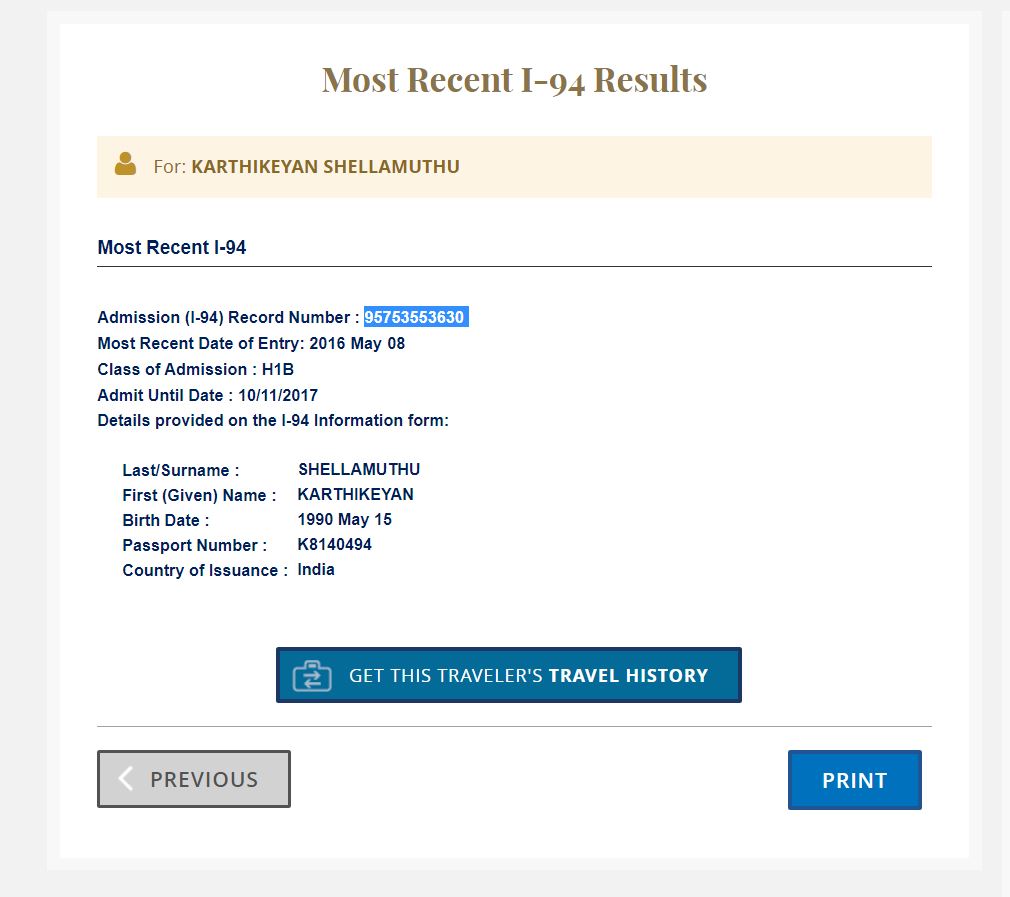 Most Recent I-94 Results
For: KARTHIKEYAN SHELLAMUTHU
Most Recent I-94
Admission (I-94) Record Number : 95753553630
Most Recent Date of Entry: 2016 May 08
Class of Admission : H1B
Admit Until Date : 10/11/2017
Details provided on the I-94 Information form:
Last/Surname : SHELLAMUTHU
First (Given) Name : KARTHIKEYAN
Birth Date : 1990 May 15
Passport Number : K8140494
Country of Issuance : India
GET THIS TRAVELER'S TRAVEL HISTORY
PREVIOUS
PRINT